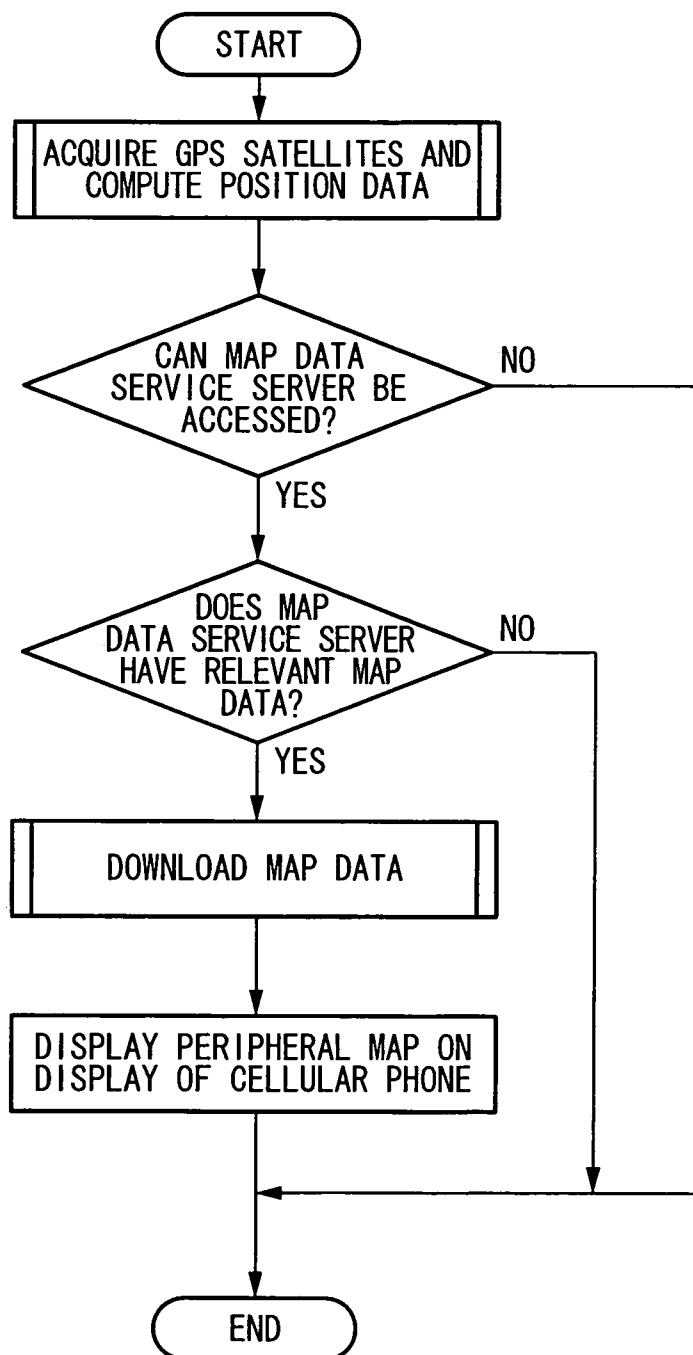 START
ACQUIRE GPS SATELLITES AND
COMPUTE POSITION DATA
CAN MAP DATA
SERVICE SERVER BE
ACCESSED?
NO
YES
DOES MAP
DATA SERVICE SERVER
HAVE RELEVANT MAP
DATA?
NO
YES
DOWNLOAD MAP DATA
DISPLAY PERIPHERAL MAP ON
DISPLAY OF CELLULAR PHONE
END